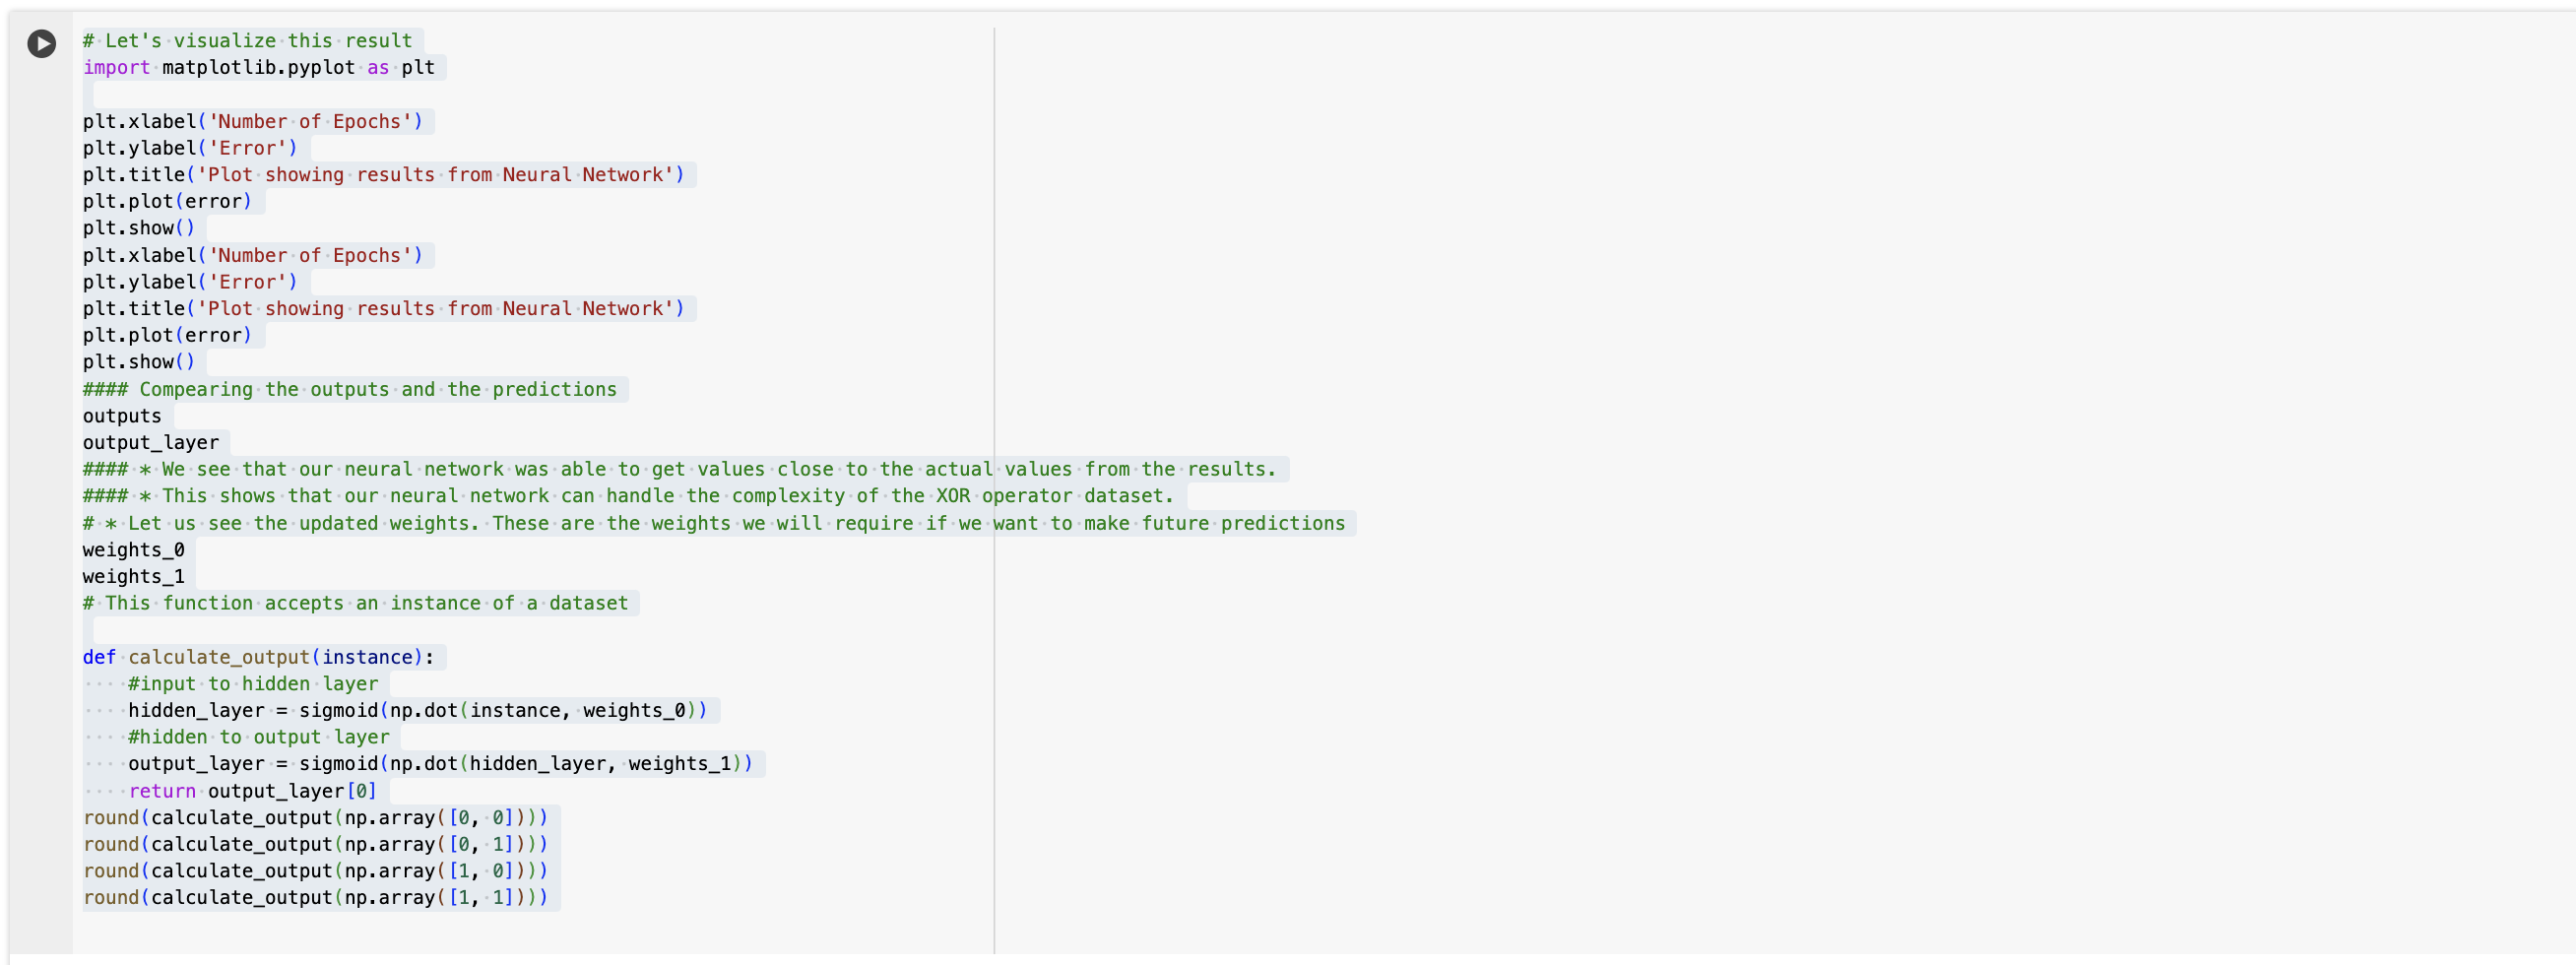 # Let's visualize this result
import matplotlib.pyplot as plt
plt.xlabel('Number of Epochs')
plt.ylabel('Error')
plt.title('Plot showing results from Neural Network')
plt.plot(error)
plt.show()
plt.xlabel('Number of Epochs')
plt.ylabel('Error')
plt.title('Plot showing results from Neural Network')
plt.plot(error)
plt.show()
#### Compearing the outputs and the predictions
outputs
output_layer
#### * We see that our neural network was able to get values close to the actual values from the results.
#### * This shows that our neural network can handle the complexity of the XOR operator dataset.
# * Let us see the updated weights. These are the weights we will require if we want to make future predictions
weights_0
weights_1
# This function accepts an instance of a dataset
def calculate_output(instance):
    #input to hidden layer
    hidden_layer = sigmoid(np.dot(instance, weights_0))
    #hidden to output layer
    output_layer = sigmoid(np.dot(hidden_layer, weights_1))
    return output_layer[0]
round(calculate_output(np.array([0, 0])))
round(calculate_output(np.array([0, 1])))
round(calculate_output(np.array([1, 0])))
round(calculate_output(np.array([1, 1])))